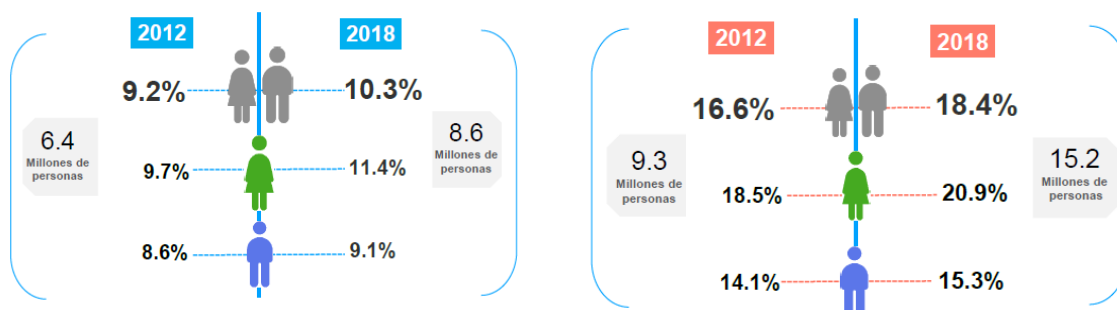 2012 2018
9.2% 10.3%
6.4
Millones de
personas
8.6
Millones de
personas
9.7% 11.4%
8.6% 9.1%
2012 2018
16.6% 18.4%
9.3
Millones de
personas
15.2
Millones de
personas
18.5% 20.9%
14.1% 15.3%